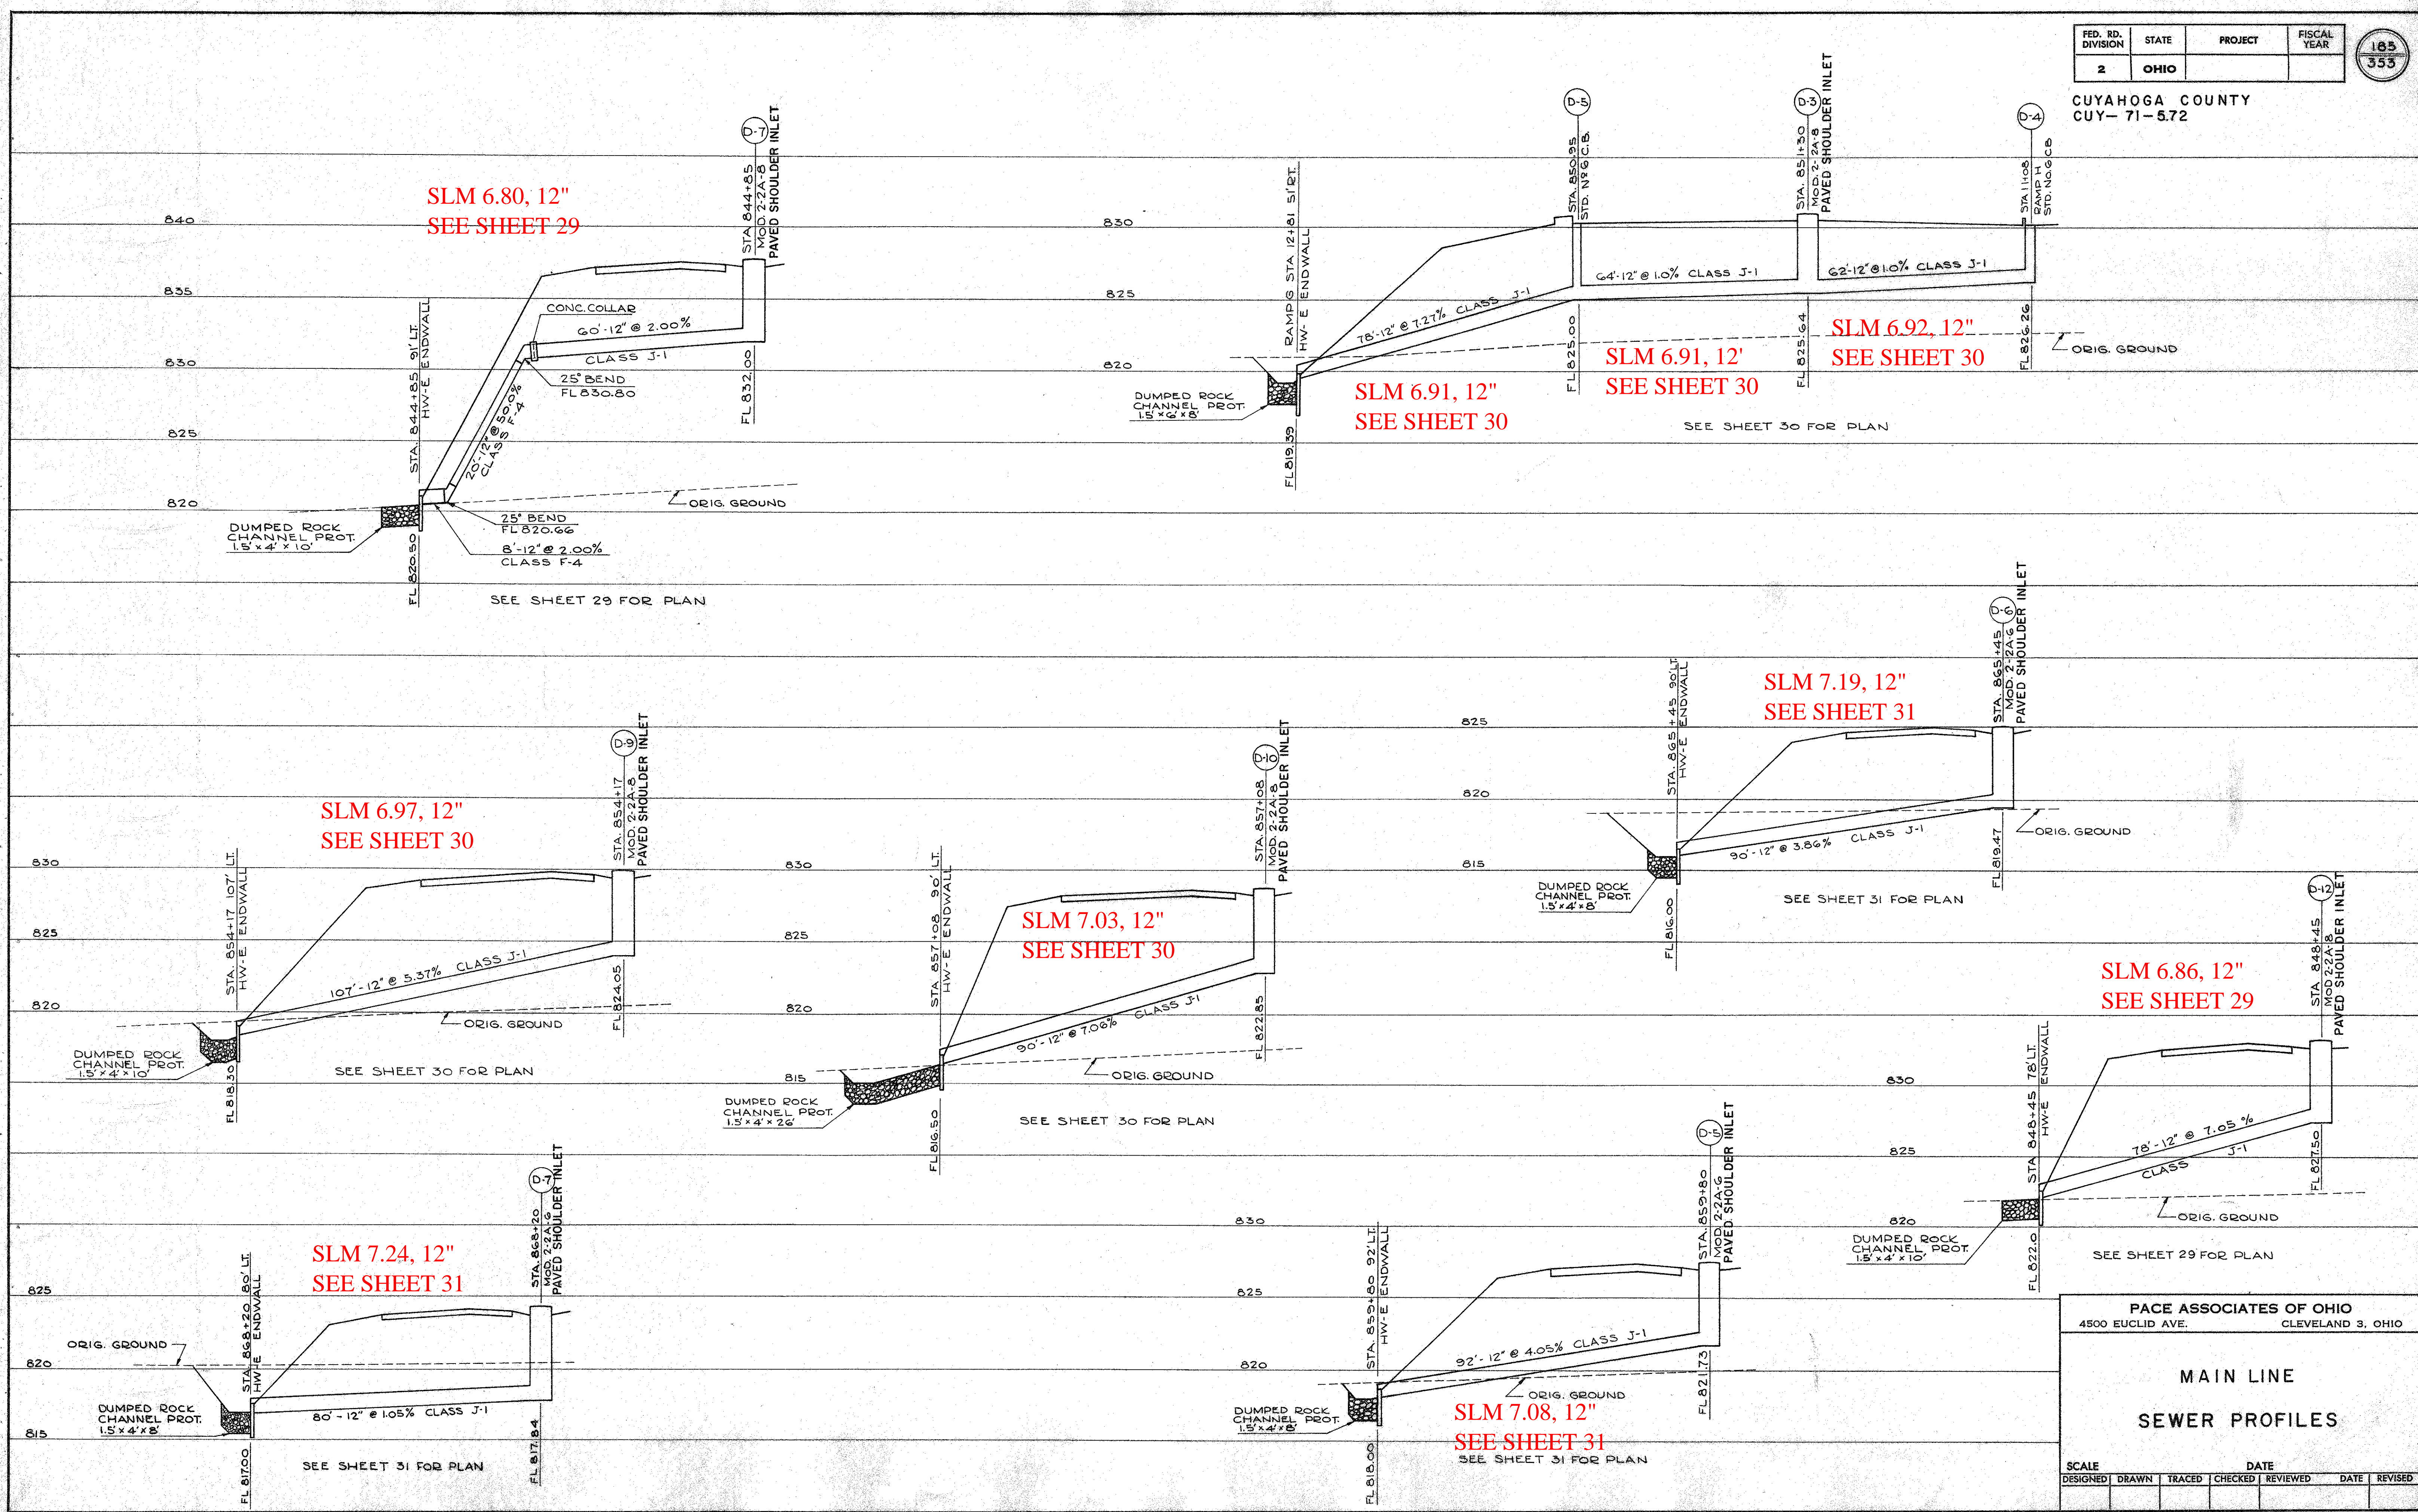 FED. RD. DIVISION STATE PROJECT FISCAL YEAR
2 OHIO
185
353
CUYAHOGA COUNTY
CUY— 71—5.72
SLM 6.80, 12"
SEE SHEET 29
840
835
830
825
820
D-7
STA. 844+85
MOD. 2-2A-8
PAVED SHOULDER INLET
STA. 844+85 91' LT.
HW-E ENDWALL
CONC. COLLAR
60'-12" @ 2.00%
CLASS J-1
25° BEND
FL 830.80
20'-12" @ 50.0%
CLASS F-4
FL 832.00
ORIG. GROUND
25° BEND
FL 820.66
8'-12" @ 2.00%
CLASS F-4
DUMPED ROCK
CHANNEL PROT.
1.5' x 4' x 10'
FL 820.50
SEE SHEET 29 FOR PLAN
830
825
820
RAMP G STA. 12+81 51' RT.
HW-E ENDWALL
D-5
STA. 850.95
STD. Nº 6 C.B.
D-3
STA. 851+30
MOD. 2-2A-8
PAVED SHOULDER INLET
D-4
STA 11+08
RAMP H
STD. No. 6 CB
78'-12" @ 7.27% CLASS J-1
64'-12" @ 1.0% CLASS J-1
62'-12" @ 1.0% CLASS J-1
FL 825.00
FL 825.64
FL 826.26
ORIG. GROUND
SLM 6.91, 12"
SEE SHEET 30
SLM 6.91, 12'
SEE SHEET 30
SLM 6.92, 12"
SEE SHEET 30
DUMPED ROCK
CHANNEL PROT.
1.5' x 6' x 8'
FL 819.39
SEE SHEET 30 FOR PLAN
SLM 7.19, 12"
SEE SHEET 31
825
820
815
STA. 865+45 90' LT.
HW-E ENDWALL
D-6
STA. 865+45
MOD. 2-2A-6
PAVED SHOULDER INLET
90'-12" @ 3.86% CLASS J-1
ORIG. GROUND
DUMPED ROCK
CHANNEL PROT.
1.5' x 4' x 8'
FL 816.00
FL 819.47
SEE SHEET 31 FOR PLAN
SLM 6.97, 12"
SEE SHEET 30
830
825
820
STA. 854+17 107' LT.
HW-E ENDWALL
D-9
STA. 854+17
MOD. 2-2A-8
PAVED SHOULDER INLET
107'-12" @ 5.37% CLASS J-1
ORIG. GROUND
DUMPED ROCK
CHANNEL PROT.
1.5' x 4' x 10'
FL 818.30
FL 824.05
SEE SHEET 30 FOR PLAN
SLM 7.03, 12"
SEE SHEET 30
830
825
820
815
STA. 857+08 90' LT.
HW-E ENDWALL
D-10
STA. 857+08
MOD. 2-2A-8
PAVED SHOULDER INLET
90'-12" @ 7.06% CLASS J-1
ORIG. GROUND
DUMPED ROCK
CHANNEL PROT.
1.5' x 4' x 26'
FL 816.50
FL 822.85
SEE SHEET 30 FOR PLAN
SLM 6.86, 12"
SEE SHEET 29
830
825
820
STA. 848+45 78' LT.
HW-E ENDWALL
D-12
STA. 848+45
MOD 2-2A-8
PAVED SHOULDER INLET
78'-12" @ 7.05 %
CLASS J-1
ORIG. GROUND
DUMPED ROCK
CHANNEL PROT.
1.5' x 4' x 10'
FL 822.0
FL 827.50
SEE SHEET 29 FOR PLAN
SLM 7.24, 12"
SEE SHEET 31
825
820
815
STA. 868+20 80' LT.
HW-E ENDWALL
D-7
STA. 868+20
MOD. 2-2A-6
PAVED SHOULDER INLET
ORIG. GROUND
80'-12" @ 1.05% CLASS J-1
DUMPED ROCK
CHANNEL PROT.
1.5' x 4' x 8'
FL 817.00
FL 817.84
SEE SHEET 31 FOR PLAN
830
825
820
STA. 859+80 92' LT.
HW-E ENDWALL
D-5
STA. 859+80
MOD. 2-2A-6
PAVED SHOULDER INLET
92'-12" @ 4.05% CLASS J-1
ORIG. GROUND
SLM 7.08, 12"
SEE SHEET 31
DUMPED ROCK
CHANNEL PROT.
1.5' x 4' x 8'
FL 818.00
FL 821.73
SEE SHEET 31 FOR PLAN
PACE ASSOCIATES OF OHIO
4500 EUCLID AVE. CLEVELAND 3, OHIO
MAIN LINE
SEWER PROFILES
SCALE DATE
DESIGNED DRAWN TRACED CHECKED REVIEWED DATE REVISED